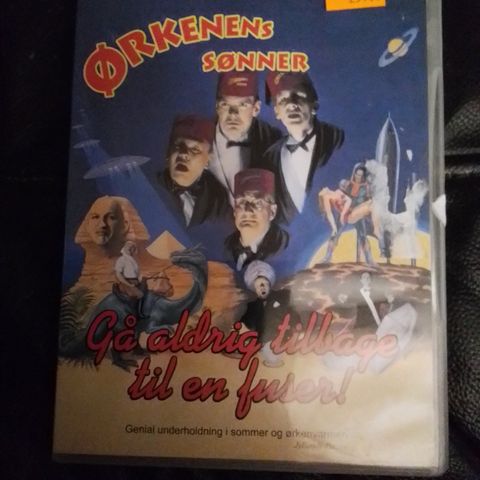 ØRKENENS
SØNNER
Gå aldrig tilbage
til en fuser!
Genial underholdning i sommer og ørkenvarmen